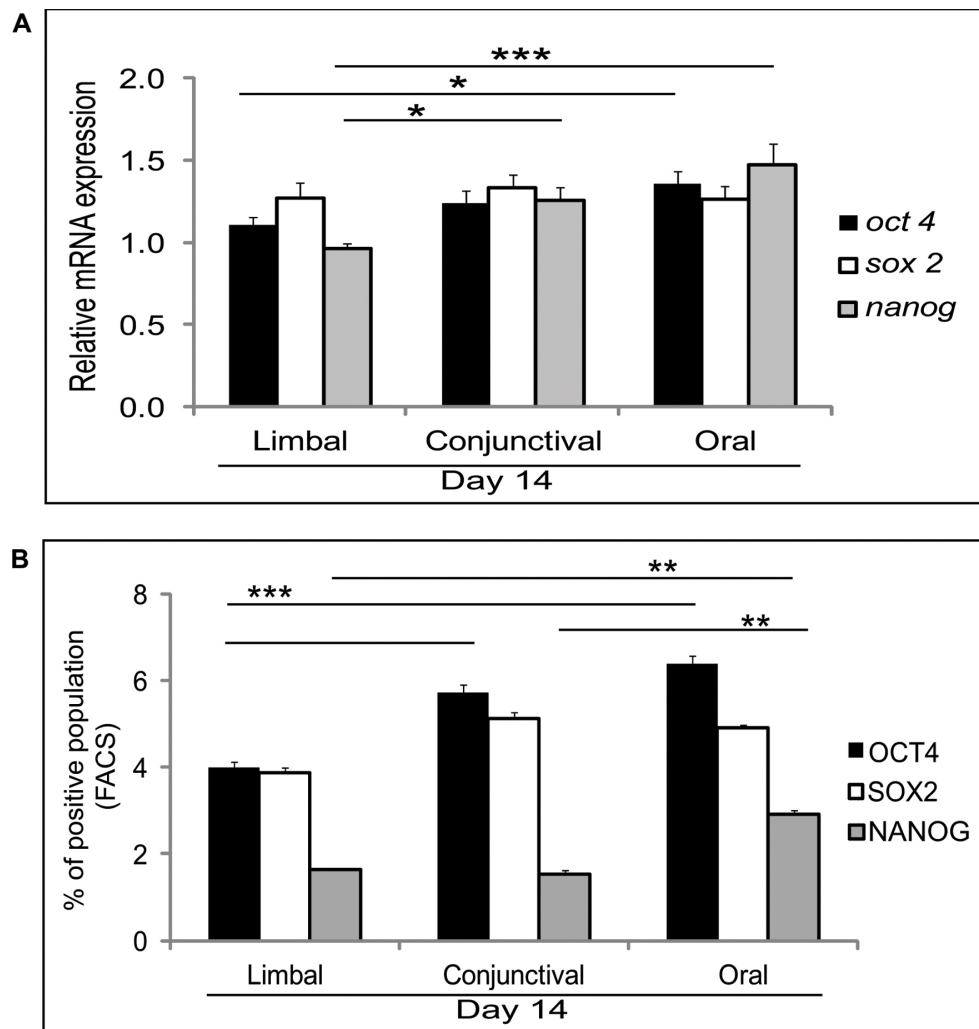 A
***
*
*
2.0
1.5
1.0
0.5
0.0
Relative mRNA expression
oct 4
sox 2
nanog
Limbal Conjunctival Oral
Day 14
B
**
***
**
8
6
4
2
0
% of positive population
(FACS)
OCT4
SOX2
NANOG
Limbal Conjunctival Oral
Day 14